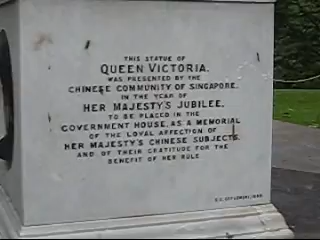 THIS STATUE OF
QUEEN VICTORIA.
WAS PRESENTED BY THE
CHINESE COMMUNITY OF SINGAPORE.
IN THE YEAR OF
HER MAJESTY'S JUBILEE,
TO BE PLACED IN THE
GOVERNMENT HOUSE, AS A MEMORIAL
OF THE LOYAL AFFECTION OF
HER MAJESTY'S CHINESE SUBJECTS,
AND OF THEIR GRATITUDE FOR THE
BENEFIT OF HER RULE